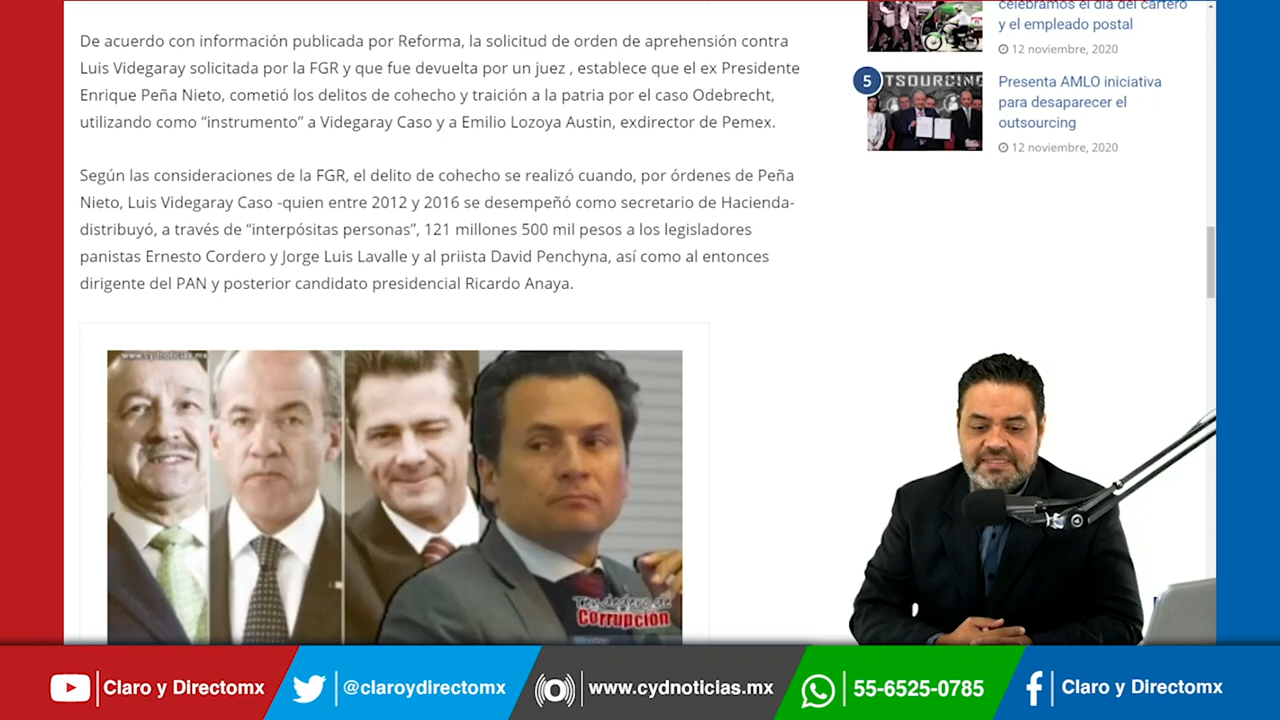 De acuerdo con información publicada por Reforma, la solicitud de orden de aprehensión contra
Luis Videgaray solicitada por la FGR y que fue devuelta por un juez , establece que el ex Presidente
Enrique Peña Nieto, cometió los delitos de cohecho y traición a la patria por el caso Odebrecht,
utilizando como “instrumento” a Videgaray Caso y a Emilio Lozoya Austin, exdirector de Pemex.
Según las consideraciones de la FGR, el delito de cohecho se realizó cuando, por órdenes de Peña
Nieto, Luis Videgaray Caso -quien entre 2012 y 2016 se desempeñó como secretario de Hacienda-
distribuyó, a través de “interpósitas personas”, 121 millones 500 mil pesos a los legisladores
panistas Ernesto Cordero y Jorge Luis Lavalle y al priista David Penchyna, así como al entonces
dirigente del PAN y posterior candidato presidencial Ricardo Anaya.
celebramos el día del cartero
y el empleado postal
12 noviembre, 2020
5
OUTSOURCING
Presenta AMLO iniciativa
para desaparecer el
outsourcing
12 noviembre, 2020
www.cydnoticias.mx
Tendedero de
Corrupción
Claro y Directomx
@claroydirectomx
www.cydnoticias.mx
55-6525-0785
Claro y Directomx